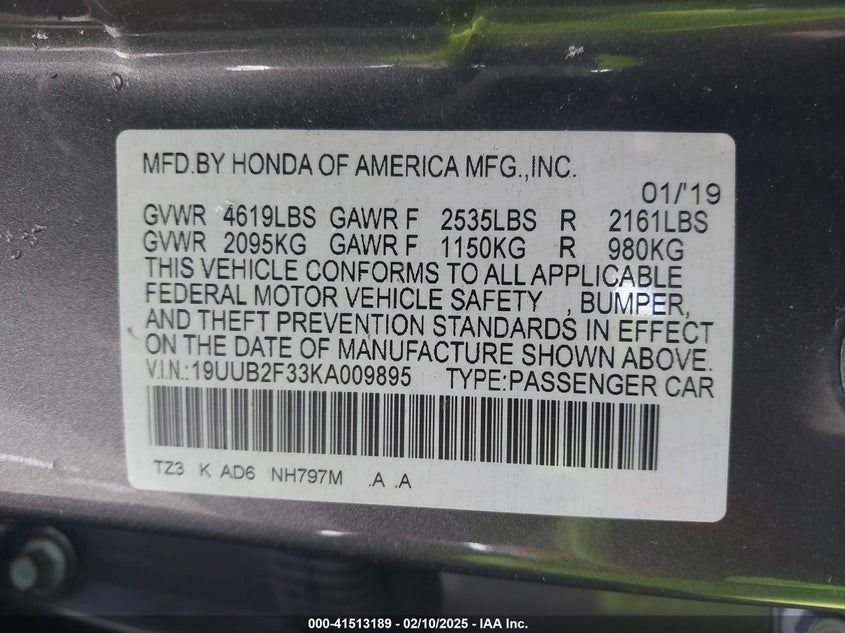 MFD.BY HONDA OF AMERICA MFG.,INC.
01/'19
GVWR 4619LBS GAWR F 2535LBS R 2161LBS
GVWR 2095KG GAWR F 1150KG R 980KG
THIS VEHICLE CONFORMS TO ALL APPLICABLE
FEDERAL MOTOR VEHICLE SAFETY , BUMPER,
AND THEFT PREVENTION STANDARDS IN EFFECT
ON THE DATE OF MANUFACTURE SHOWN ABOVE.
V.I.N.:19UUB2F33KA009895 TYPE:PASSENGER CAR
TZ3 K AD6 NH797M .A .A
000-41513189 - 02/10/2025 - IAA Inc.